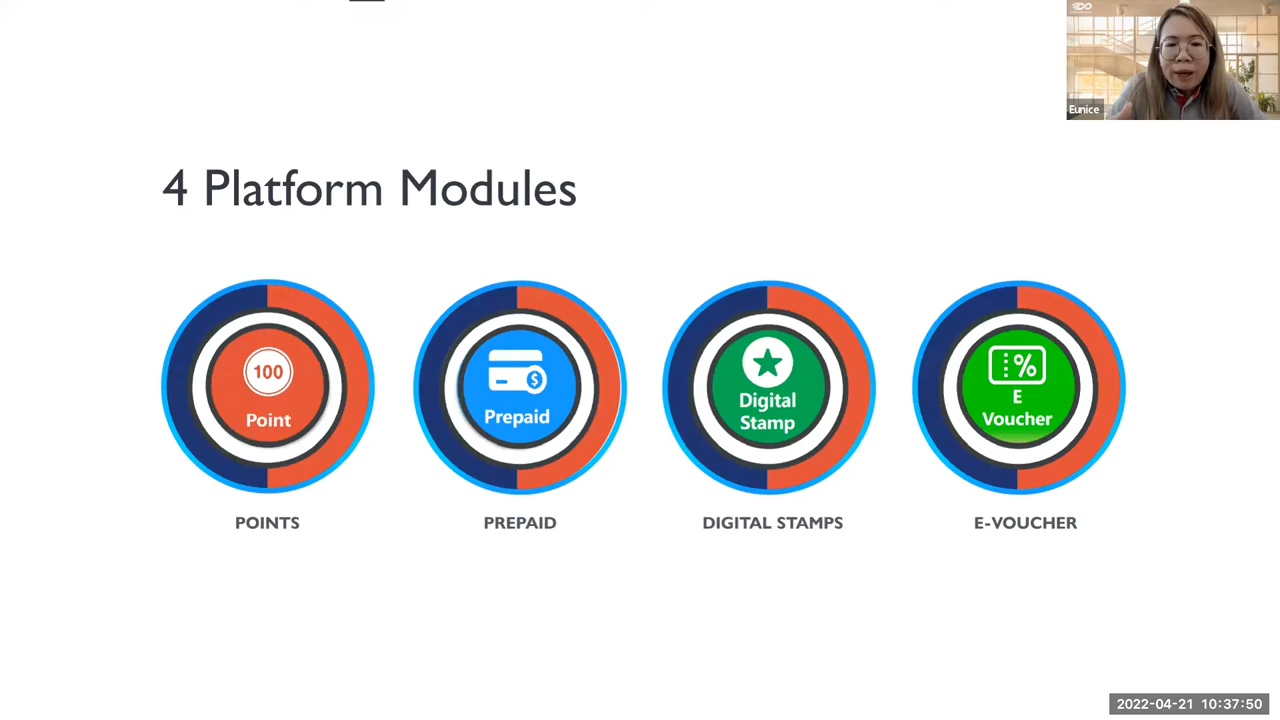 Eunice
4 Platform Modules
100
Point
$
Prepaid
Digital
Stamp
%
E
Voucher
POINTS
PREPAID
DIGITAL STAMPS
E-VOUCHER
2022-04-21 10:37:50